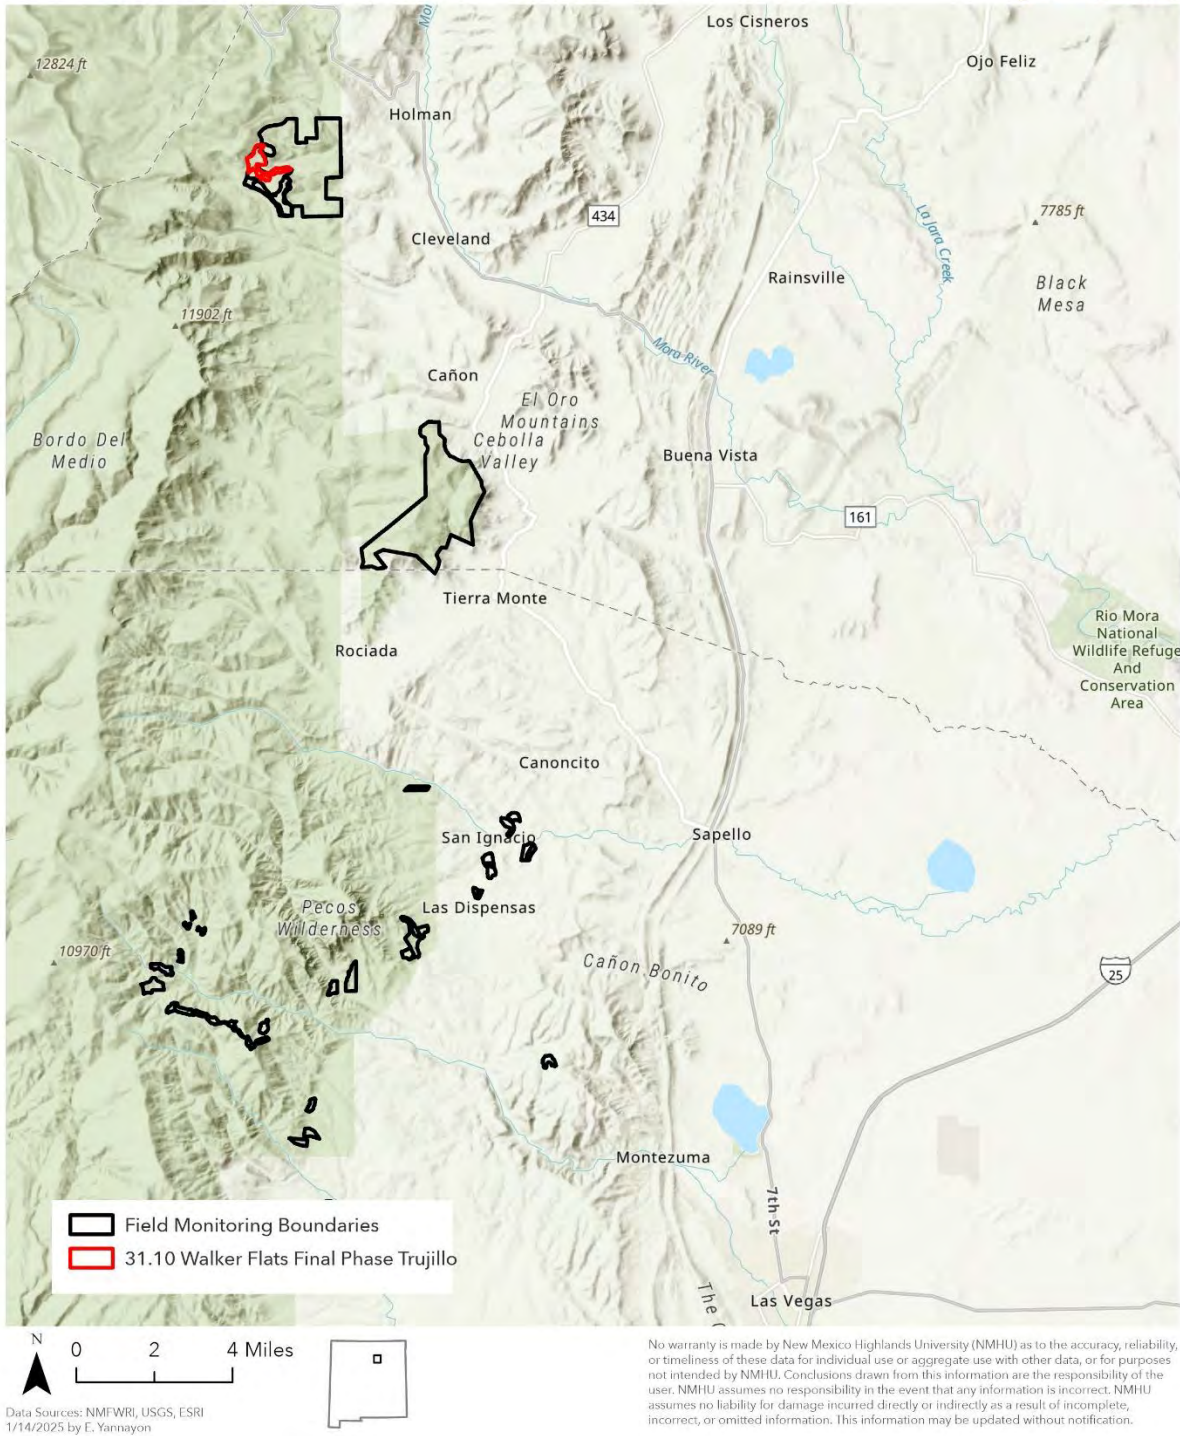 Los Cisneros
Mo
12824 ft
Ojo Feliz
Holman
434
7785 ft
La Jara Creek
Cleveland
Rainsville
Black
Mesa
11902 ft
Mora River
Cañon
El Oro
Mountains
Bordo Del
Medio
Cebolla
Valley
Buena Vista
161
Tierra Monte
Rio Mora
National
Wildlife Refuge
And
Conservation
Area
Rociada
Canoncito
San Ignacio
Sapello
Pecos
Wilderness
Las Dispensas
7089 ft
10970 ft
Cañon Bonito
25
Montezuma
7th St
Field Monitoring Boundaries
31.10 Walker Flats Final Phase Trujillo
The
Las Vegas
N
0 2 4 Miles
Data Sources: NMFWRI, USGS, ESRI
1/14/2025 by E. Yannayon
No warranty is made by New Mexico Highlands University (NMHU) as to the accuracy, reliability,
or timeliness of these data for individual use or aggregate use with other data, or for purposes
not intended by NMHU. Conclusions drawn from this information are the responsibility of the
user. NMHU assumes no responsibility in the event that any information is incorrect. NMHU
assumes no liability for damage incurred directly or indirectly as a result of incomplete,
incorrect, or omitted information. This information may be updated without notification.